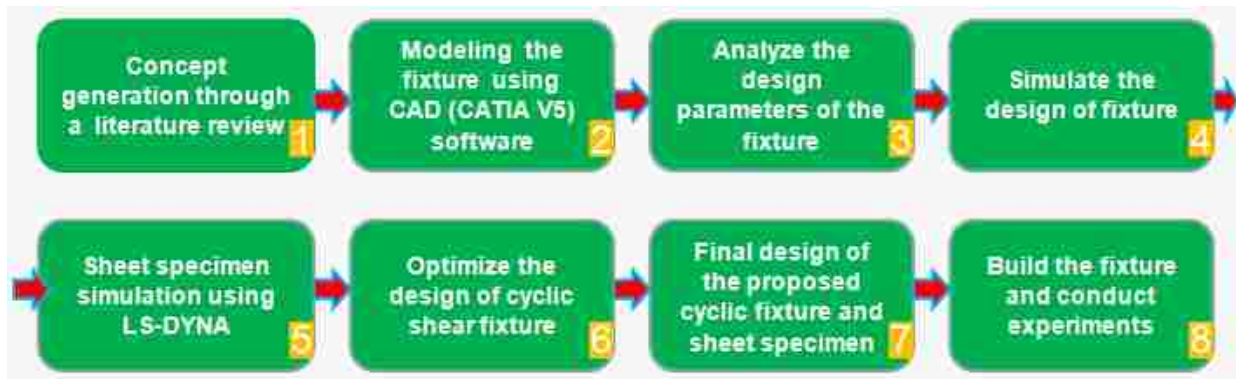 Concept
generation through
a literature review
1
Modeling the
fixture using
CAD (CATIA V5)
software
2
Analyze the
design
parameters of the
fixture
3
Simulate the
design of fixture
4
Sheet specimen
simulation using
LS-DYNA
5
Optimize the
design of cyclic
shear fixture
6
Final design of
the proposed
cyclic fixture and
sheet specimen
7
Build the fixture
and conduct
experiments
8